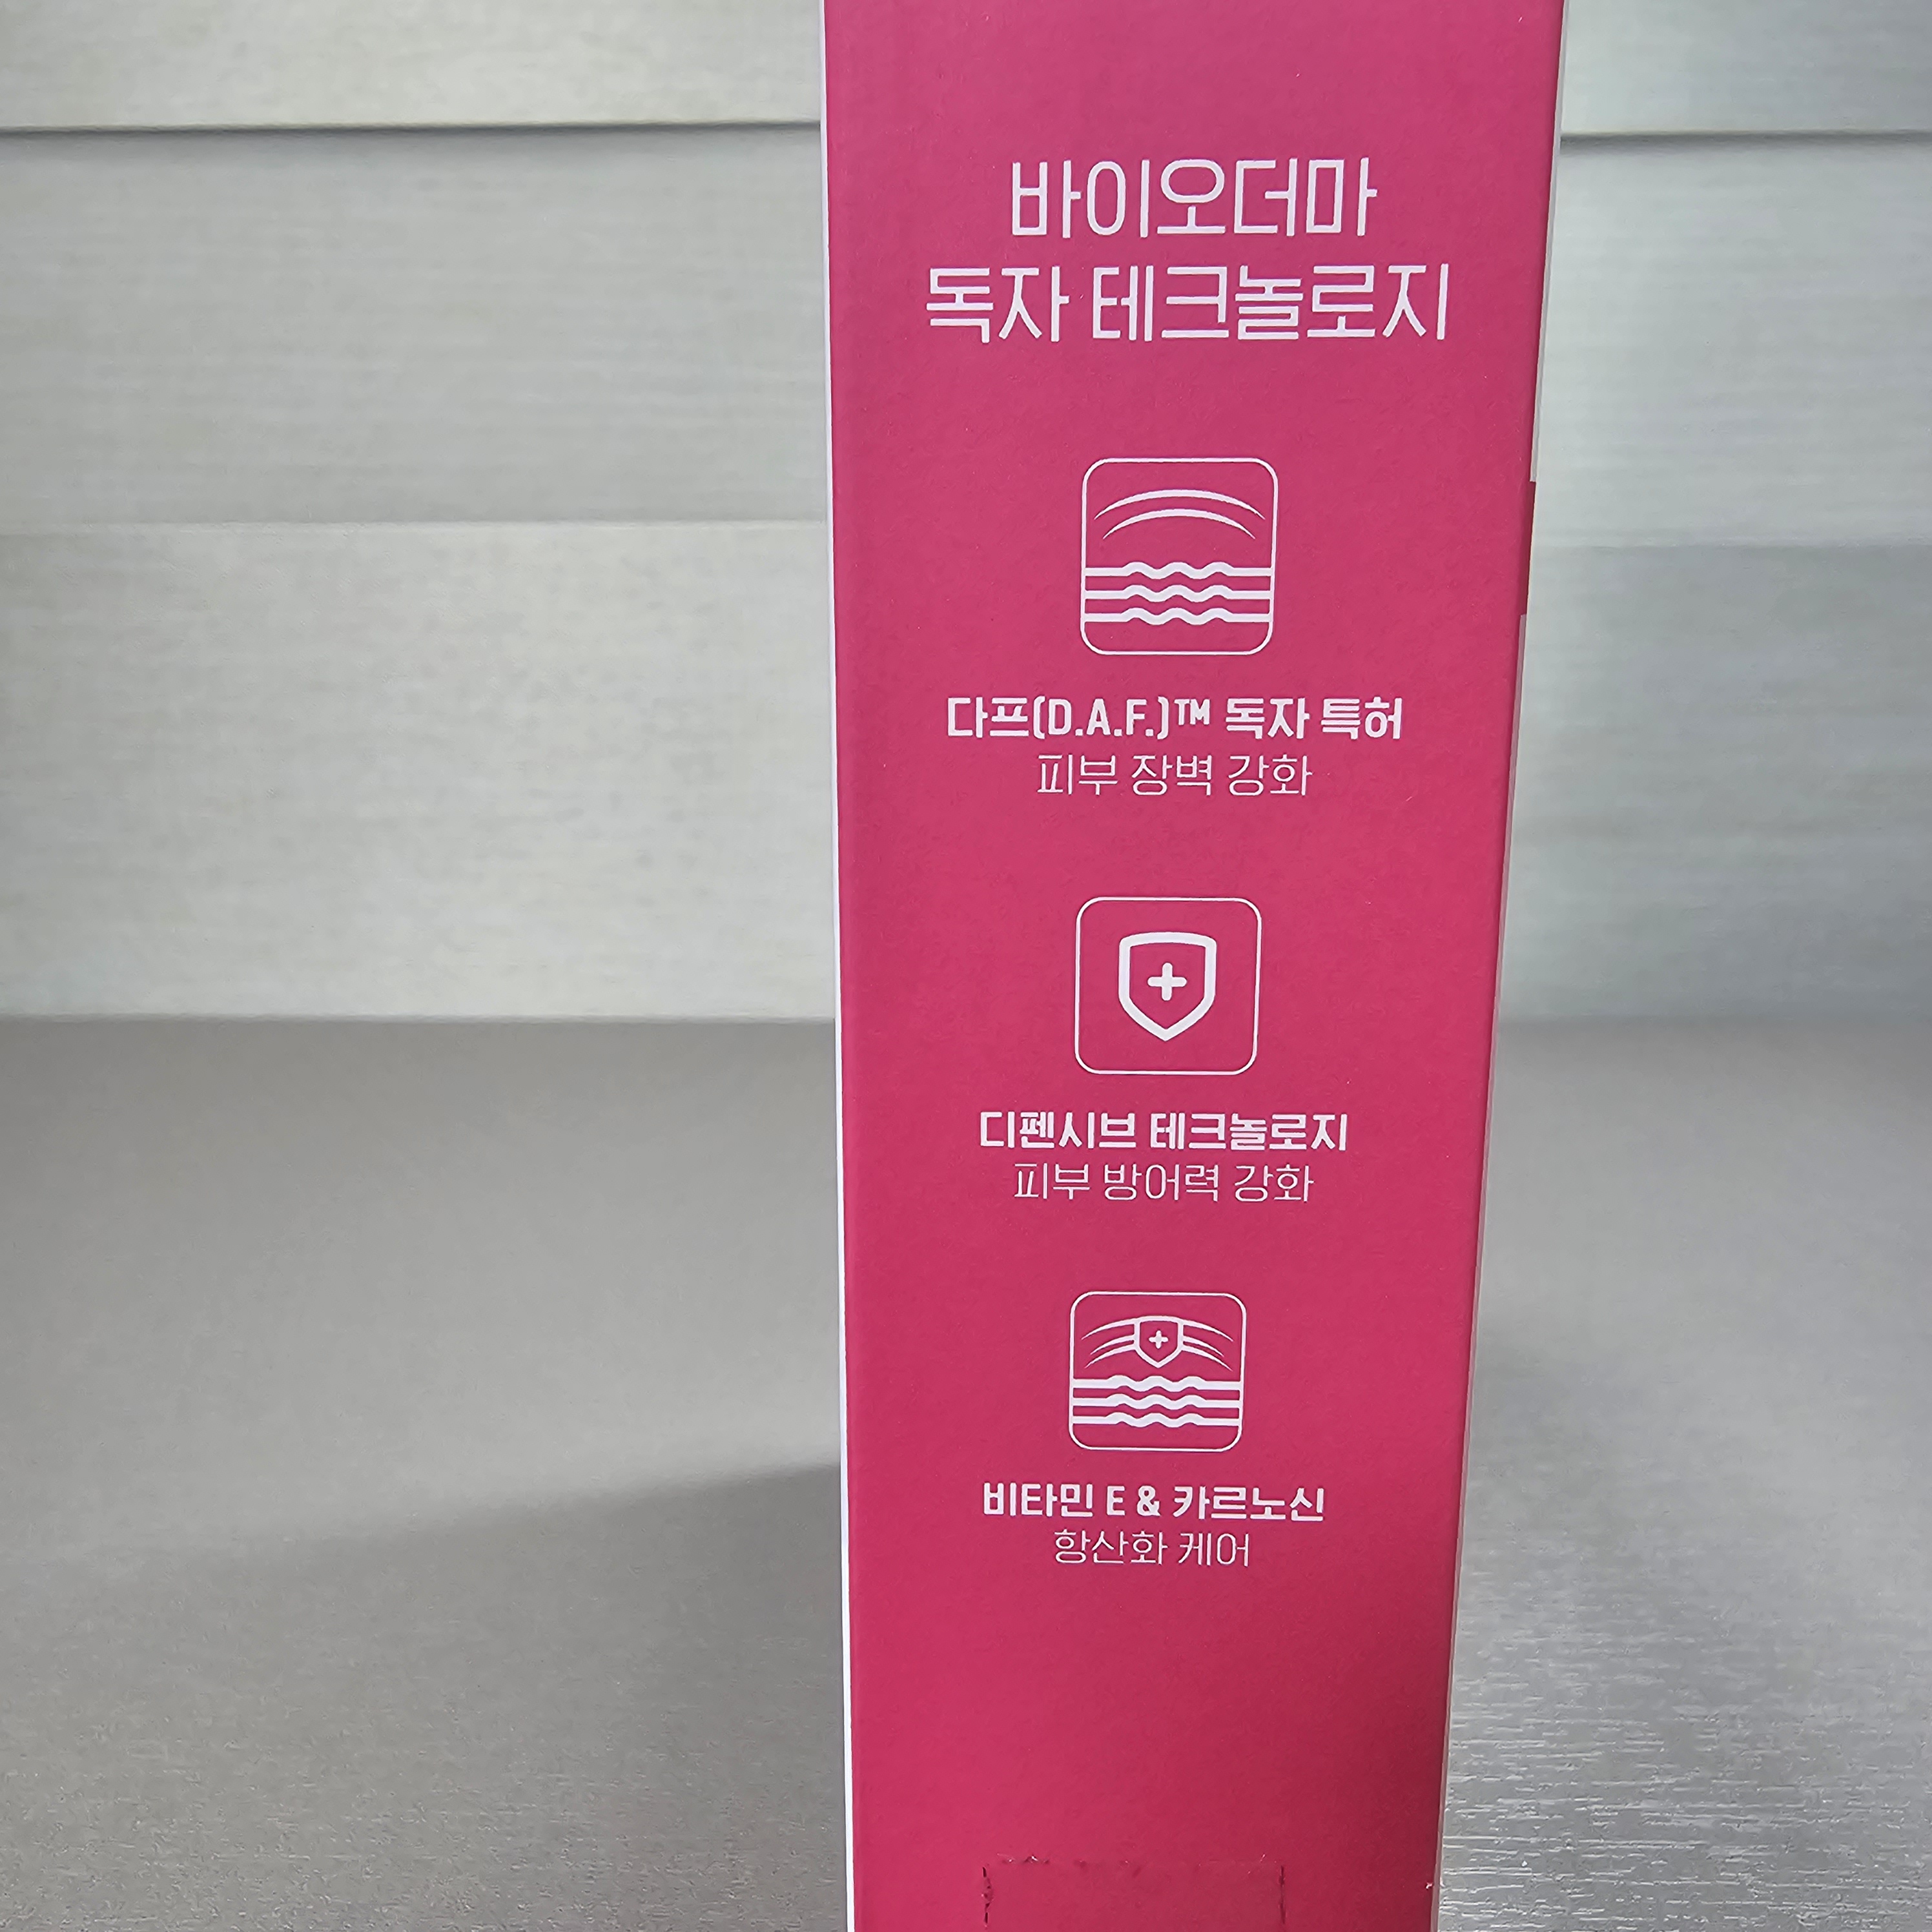 바이오더마
독자 테크놀로지
다프(D.A.F.)™ 독자 특허
피부 장벽 강화
디펜시브 테크놀로지
피부 방어력 강화
비타민 E & 카르노신
항산화 케어